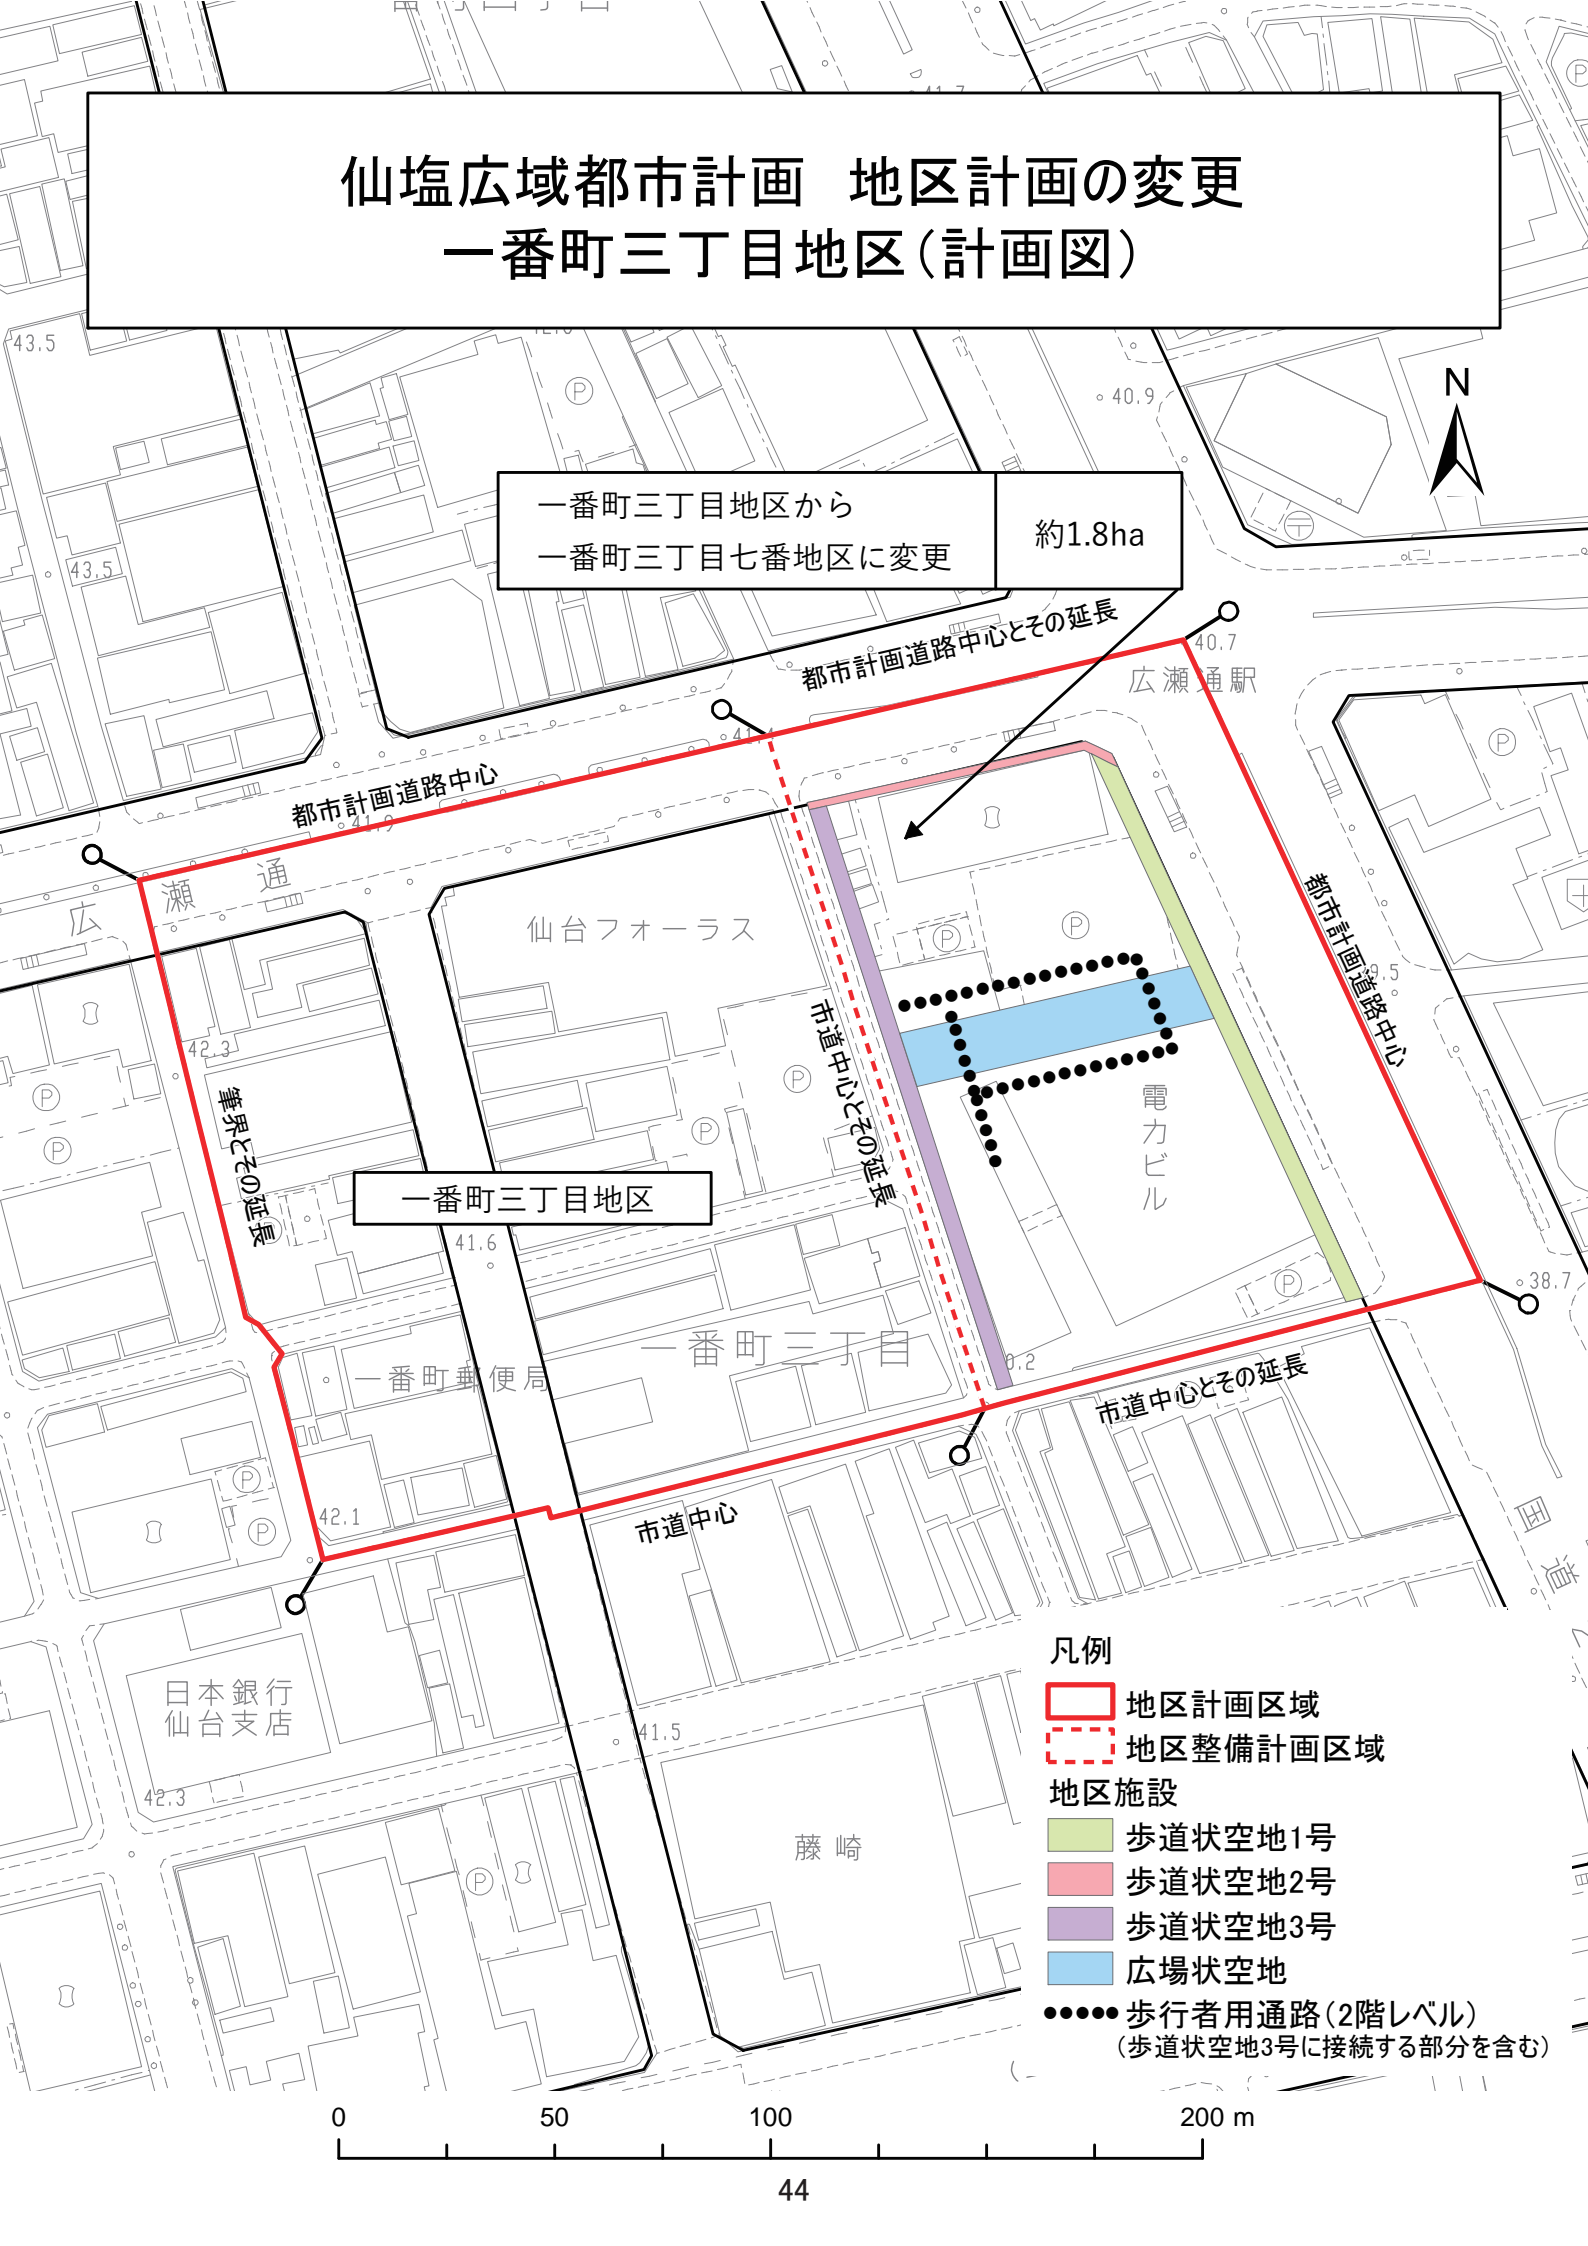 仙塩広域都市計画　地区計画の変更
一番町三丁目地区（計画図）
43.5
40.9
N
一番町三丁目地区から
一番町三丁目七番地区に変更
約1.8ha
43.5
都市計画道路中心とその延長
40.7
広瀬通駅
都市計画道路中心
41.9
広瀬通
仙台フォーラス
都市計画道路中心
42.3
市道中心とその延長
筆界とその延長
電力ビル
一番町三丁目地区
41.6
38.7
一番町三丁目
一番町郵便局
市道中心とその延長
42.1
市道中心
国道
日本銀行
仙台支店
41.5
42.3
藤崎
凡例
地区計画区域
地区整備計画区域
地区施設
歩道状空地1号
歩道状空地2号
歩道状空地3号
広場状空地
歩行者用通路（2階レベル）
（歩道状空地3号に接続する部分を含む）
0 50 100 200 m
44